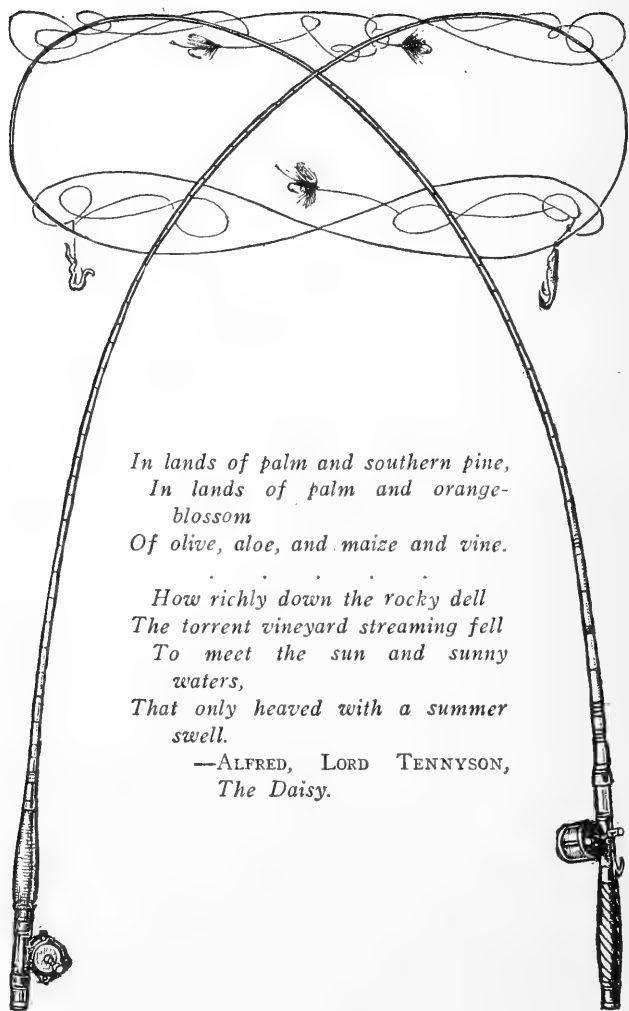 In lands of palm and southern pine,
In lands of palm and orange-
blossom
Of olive, aloe, and maize and vine.
. . . . .
How richly down the rocky dell
The torrent vineyard streaming fell
To meet the sun and sunny
waters,
That only heaved with a summer
swell.
—ALFRED, LORD TENNYSON,
The Daisy.